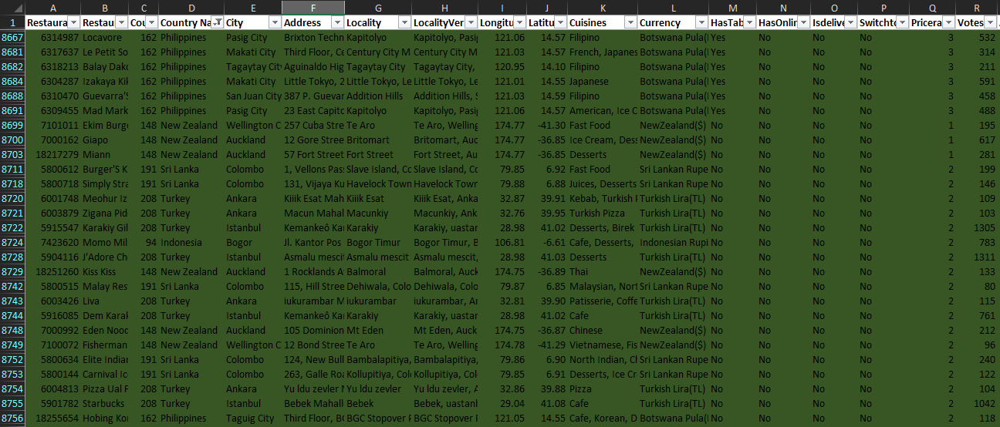 A B C D E F G H I J K L M N O P Q R
1 Restaura Restau Cou Country Na City Address Locality LocalityVer Longitu Latitu Cuisines Currency HasTab HasOnlin Isdelive Switchto Pricera Votes
8667 6314987 Locavore 162 Philippines Pasig City Brixton Techn Kapitolyo Kapitolyo, Pasi 121.06 14.57 Filipino Botswana Pula( Yes No No No 3 532
8681 6317637 Le Petit So 162 Philippines Makati City Third Floor, Ce Century City M Century City M 121.03 14.57 French, Japanes Botswana Pula( Yes No No No 3 314
8682 6318213 Balay Dako 162 Philippines Tagaytay Cit Aguinaldo Hig Tagaytay City Tagaytay City, 120.95 14.10 Filipino Botswana Pula( Yes No No No 3 211
8684 6304287 Izakaya Kik 162 Philippines Makati City Little Tokyo, 2 Little Tokyo, Le Little Tokyo, Le 121.01 14.55 Japanese Botswana Pula( Yes No No No 3 591
8688 6310470 Guevarra'S 162 Philippines San Juan City 387 P. Guevar Addition Hills Addition Hills, S 121.03 14.59 Filipino Botswana Pula( Yes No No No 3 458
8691 6309455 Mad Mark 162 Philippines Pasig City 23 East Capito Kapitolyo Kapitolyo, Pasi 121.06 14.57 American, Ice C Botswana Pula( Yes No No No 3 488
8699 7101011 Ekim Burge 148 New Zealand Wellington C 257 Cuba Stre Te Aro Te Aro, Welling 174.77 -41.30 Fast Food NewZealand($) No No No No 1 195
8700 7000162 Giapo 148 New Zealand Auckland 12 Gore Stree Britomart Britomart, Auc 174.77 -36.85 Ice Cream, Des NewZealand($) No No No No 1 617
8703 18217279 Miann 148 New Zealand Auckland 57 Fort Street Fort Street Fort Street, Au 174.77 -36.85 Desserts NewZealand($) No No No No 1 281
8711 5800612 Burger'S K 191 Sri Lanka Colombo 1, Vellons Pas Slave Island, Co Slave Island, Co 79.85 6.92 Fast Food Sri Lankan Rupe No No No No 2 199
8718 5800718 Simply Stra 191 Sri Lanka Colombo 131, Vijaya Ku Havelock Town Havelock Town 79.88 6.88 Juices, Desserts Sri Lankan Rupe No No No No 2 146
8720 6001748 Meohur Iz 208 Turkey Ankara Kiiik Esat Mah Kiiik Esat Kiiik Esat, Anka 32.87 39.91 Kebab, Turkish P Turkish Lira(TL) No No No No 2 109
8721 6003879 Zigana Pid 208 Turkey Ankara Macun Mahal Macunkiy Macunkiy, Ank 32.76 39.95 Turkish Pizza Turkish Lira(TL) No No No No 2 103
8722 5915547 Karakiy Gil 208 Turkey Istanbul Kemankeô Kar Karakiy Karakiy, uastan 28.98 41.02 Desserts, Birek Turkish Lira(TL) No No No No 2 1305
8724 7423620 Momo Mil 94 Indonesia Bogor Jl. Kantor Pos Bogor Timur Bogor Timur, B 106.81 -6.61 Cafe, Desserts, Indonesian Rupi No No No No 2 783
8728 5904116 J'Adore Ch 208 Turkey Istanbul Asmalu mescit Asmalu mescit Asmalu mescit, 28.98 41.03 Desserts Turkish Lira(TL) No No No No 2 1311
8729 18251260 Kiss Kiss 148 New Zealand Auckland 1 Rocklands A Balmoral Balmoral, Auck 174.75 -36.89 Thai NewZealand($) No No No No 2 133
8742 5800515 Malay Res 191 Sri Lanka Colombo 115, Hill Stree Dehiwala, Colo Dehiwala, Colo 79.87 6.85 Malaysian, Nor Sri Lankan Rupe No No No No 2 80
8743 6003426 Liva 208 Turkey Ankara iukurambar M iukurambar iukurambar, An 32.81 39.90 Patisserie, Coffe Turkish Lira(TL) No No No No 2 115
8744 5916085 Dem Karak 208 Turkey Istanbul Kemankeô Kar Karakiy Karakiy, uastan 28.98 41.02 Cafe Turkish Lira(TL) No No No No 2 761
8748 7000992 Eden Nood 148 New Zealand Auckland 105 Dominion Mt Eden Mt Eden, Auck 174.75 -36.87 Chinese NewZealand($) No No No No 2 212
8749 7100072 Fisherman 148 New Zealand Wellington C 12 Bond Stree Te Aro Te Aro, Welling 174.78 -41.29 Vietnamese, Fis NewZealand($) No No No No 2 96
8752 5800634 Elite Indian 191 Sri Lanka Colombo 124, New Bull Bambalapitiya, Bambalapitiya, 79.86 6.90 North Indian, Ch Sri Lankan Rupe No No No No 2 240
8753 5800144 Carnival Ic 191 Sri Lanka Colombo 263, Galle Roa Kollupitiya, Col Kollupitiya, Col 79.85 6.91 Desserts, Ice Cr Sri Lankan Rupe No No No No 2 122
8754 6004813 Pizza Ual F 208 Turkey Ankara Yu ldu zevler M Yu ldu zevler Yu ldu zevler, A 32.86 39.88 Pizza Turkish Lira(TL) No No No No 2 104
8755 5901782 Starbucks 208 Turkey Istanbul Bebek Mahall Bebek Bebek, uastanb 29.04 41.08 Cafe Turkish Lira(TL) No No No No 2 1042
8756 18255654 Hobing Ko 162 Philippines Taguig City Third Floor, BG BGC Stopover P BGC Stopover P 121.05 14.55 Cafe, Korean, D Botswana Pula( No No No No 2 118